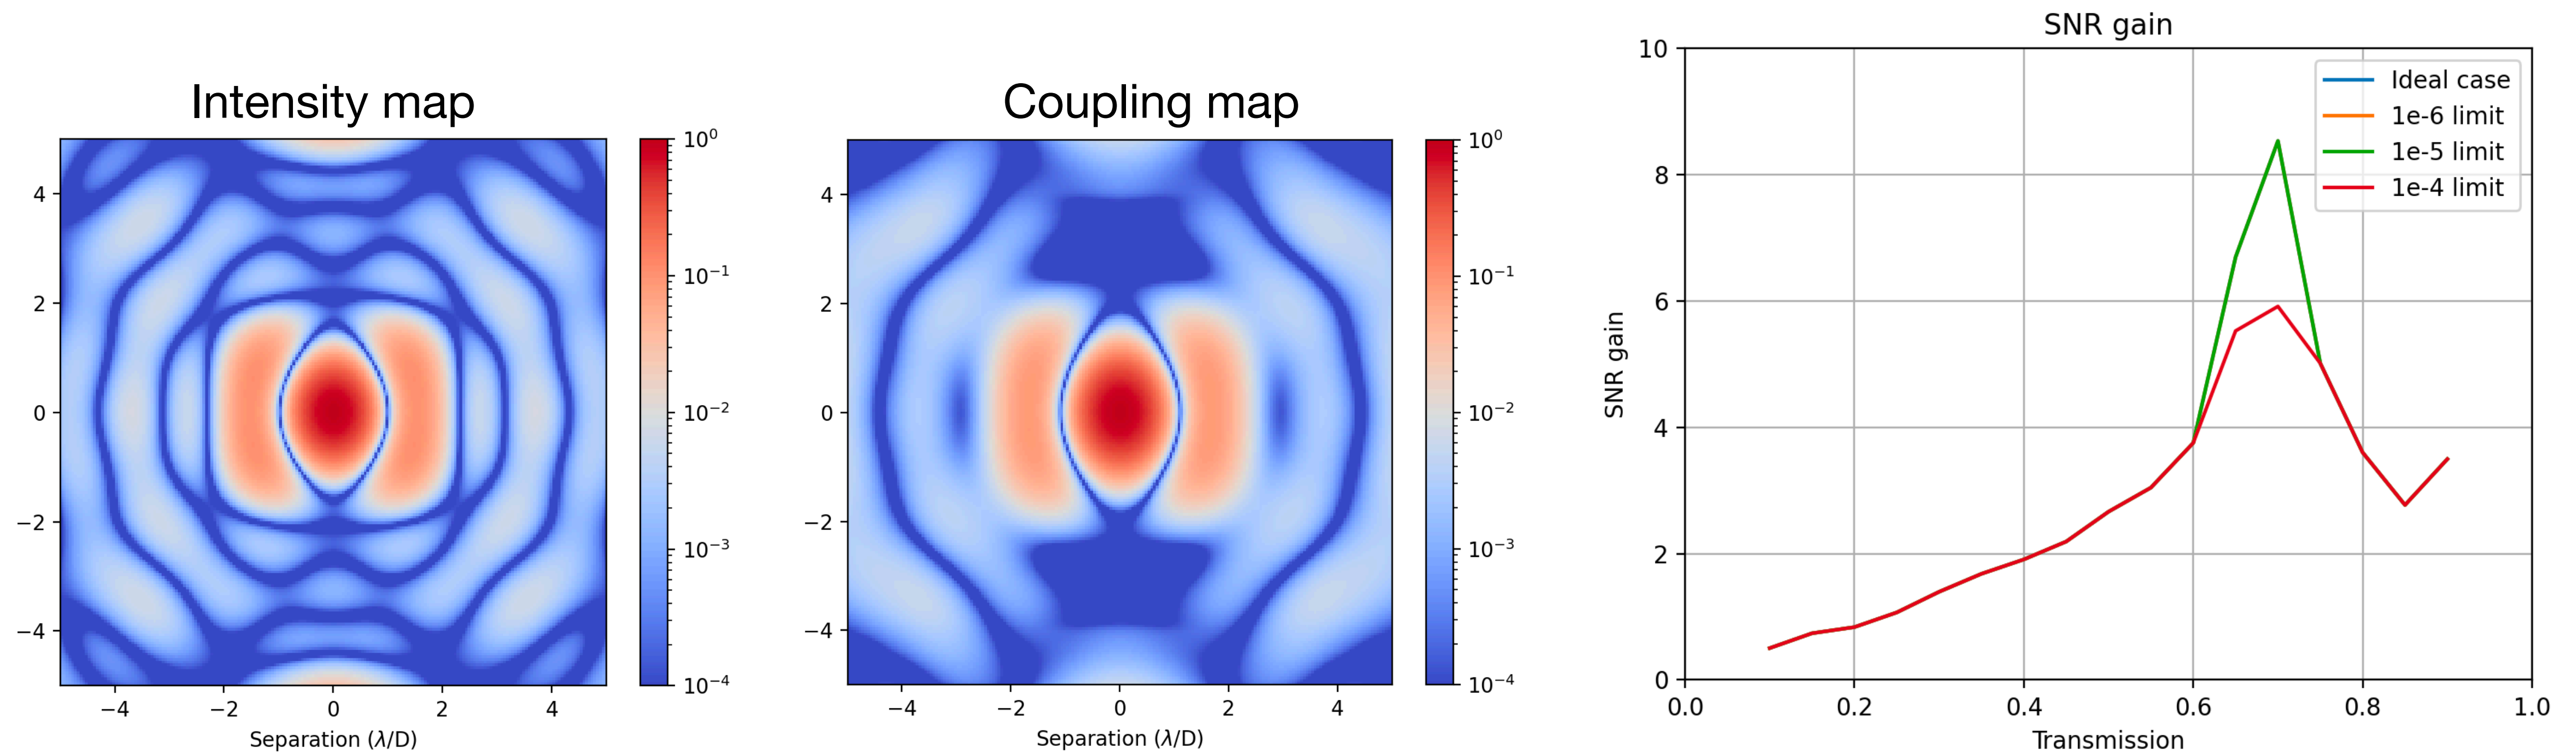 Intensity map
4
2
0
−2
−4
−4 −2 0 2 4
Separation (λ/D)
10⁰
10⁻¹
10⁻²
10⁻³
10⁻⁴
Coupling map
4
2
0
−2
−4
−4 −2 0 2 4
Separation (λ/D)
10⁰
10⁻¹
10⁻²
10⁻³
10⁻⁴
SNR gain
SNR gain
10
8
6
4
2
0
0.0 0.2 0.4 0.6 0.8 1.0
Transmission
Ideal case
1e-6 limit
1e-5 limit
1e-4 limit